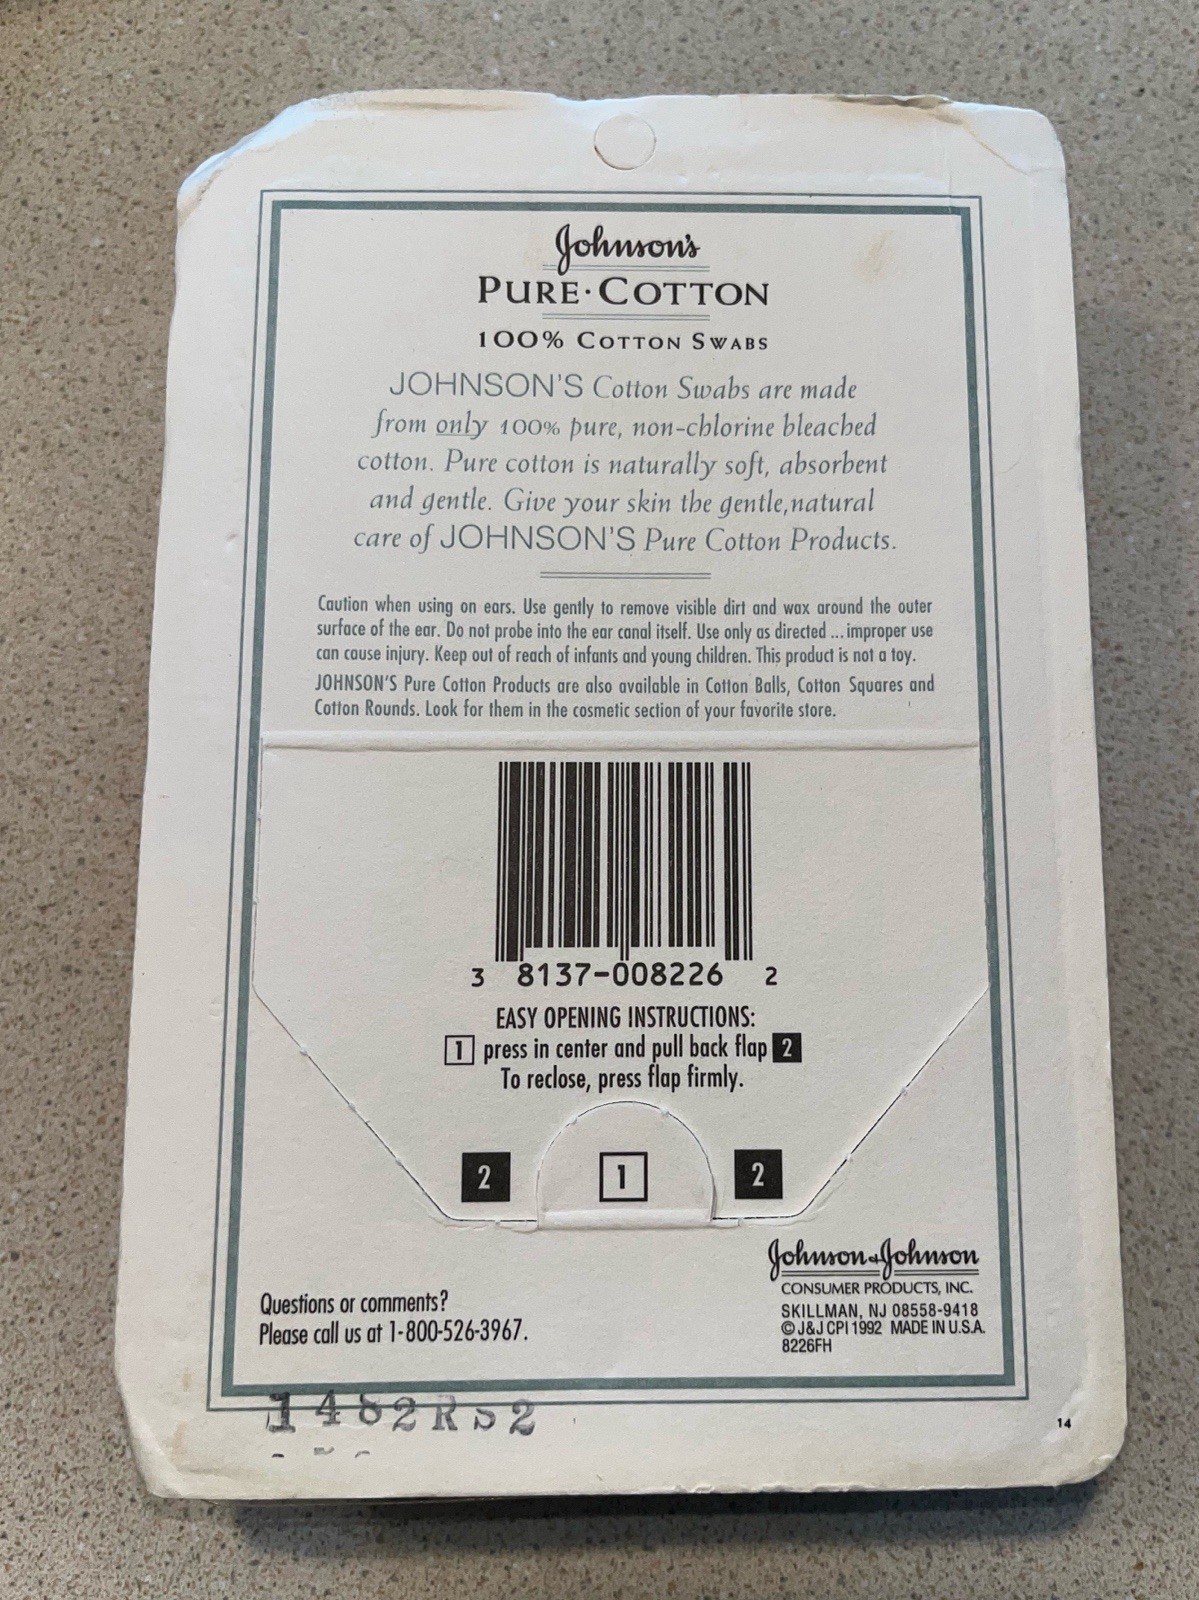 Johnson's
PURE·COTTON
100% COTTON SWABS
JOHNSON'S Cotton Swabs are made
from only 100% pure, non-chlorine bleached
cotton. Pure cotton is naturally soft, absorbent
and gentle. Give your skin the gentle, natural
care of JOHNSON'S Pure Cotton Products.
Caution when using on ears. Use gently to remove visible dirt and wax around the outer
surface of the ear. Do not probe into the ear canal itself. Use only as directed ... improper use
can cause injury. Keep out of reach of infants and young children. This product is not a toy.
JOHNSON'S Pure Cotton Products are also available in Cotton Balls, Cotton Squares and
Cotton Rounds. Look for them in the cosmetic section of your favorite store.
3 8137-008226 2
EASY OPENING INSTRUCTIONS:
1 press in center and pull back flap 2
To reclose, press flap firmly.
2 1 2
Questions or comments?
Please call us at 1-800-526-3967.
Johnson & Johnson
CONSUMER PRODUCTS, INC.
SKILLMAN, NJ 08558-9418
© J&J CPI 1992 MADE IN U.S.A.
8226FH
14